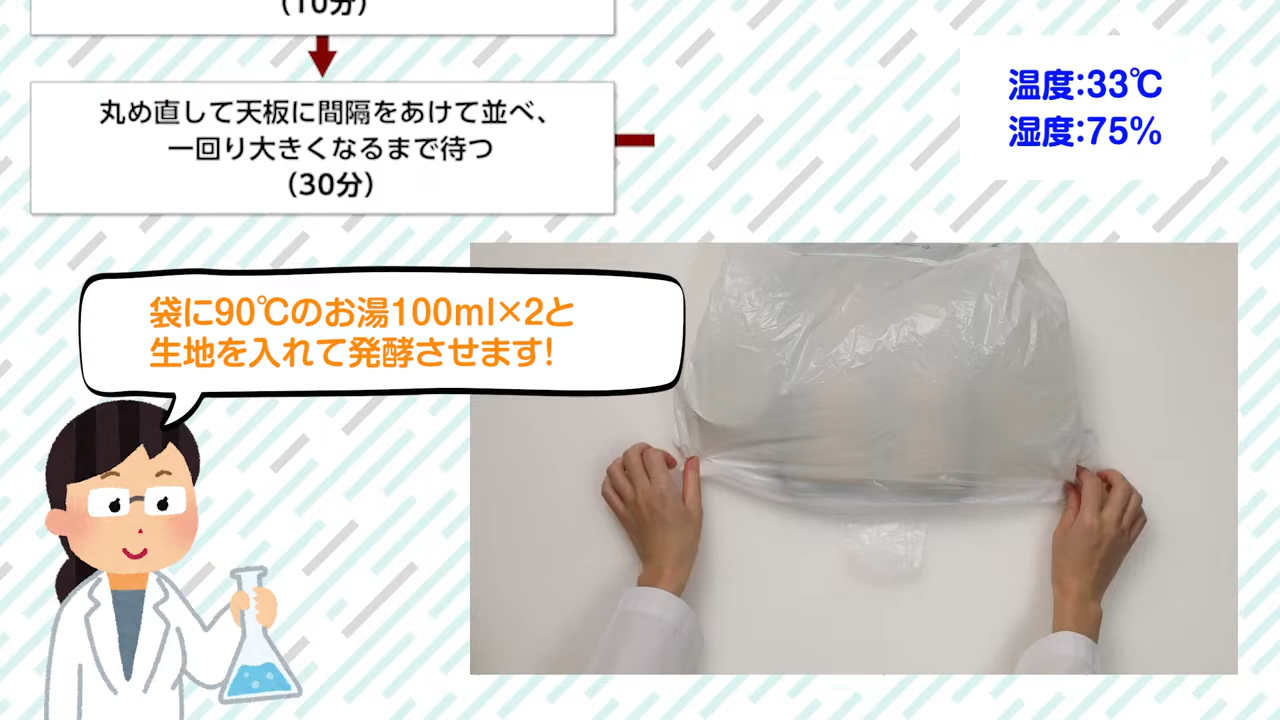 (10分)
丸め直して天板に間隔をあけて並べ、
一回り大きくなるまで待つ
(30分)
温度:33℃
湿度:75%
袋に90℃のお湯100ml×2と
生地を入れて発酵させます!